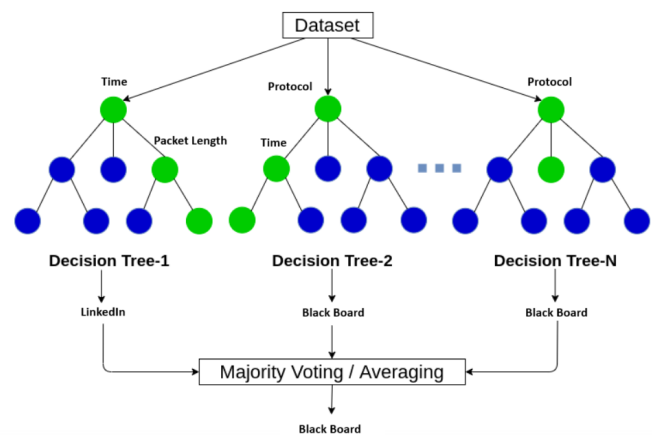 Dataset
Time
Protocol
Protocol
Packet Length
Time
Decision Tree-1
Decision Tree-2
Decision Tree-N
LinkedIn
Black Board
Black Board
Majority Voting / Averaging
Black Board